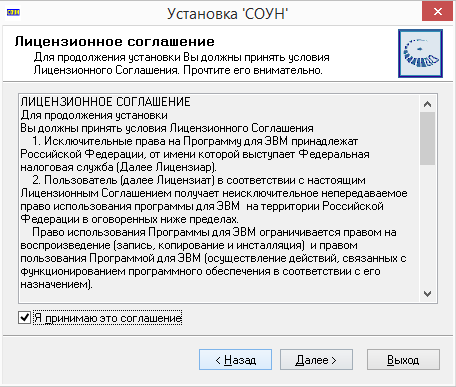 Установка 'СОУН'
Лицензионное соглашение
Для продолжения установки Вы должны принять условия
Лицензионного Соглашения. Прочтите его внимательно.
ЛИЦЕНЗИОННОЕ СОГЛАШЕНИЕ
Для продолжения установки
Вы должны принять условия Лицензионного Соглашения
1. Исключительные права на Программу для ЭВМ принадлежат
Российской Федерации, от имени которой выступает Федеральная
налоговая служба (Далее Лицензиар).
2. Пользователь (далее Лицензиат) в соответствии с настоящим
Лицензионным Соглашением получает неисключительное непередаваемое
право использования программы для ЭВМ на территории Российской
Федерации в оговоренных ниже пределах.
Право использования Программы для ЭВМ ограничивается правом на
воспроизведение (запись, копирование и инсталляция) и правом
пользования Программой для ЭВМ (осуществление действий, связанных с
функционированием программного обеспечения в соответствии с его
назначением).
Я принимаю это соглашение
< Назад
Далее >
Выход